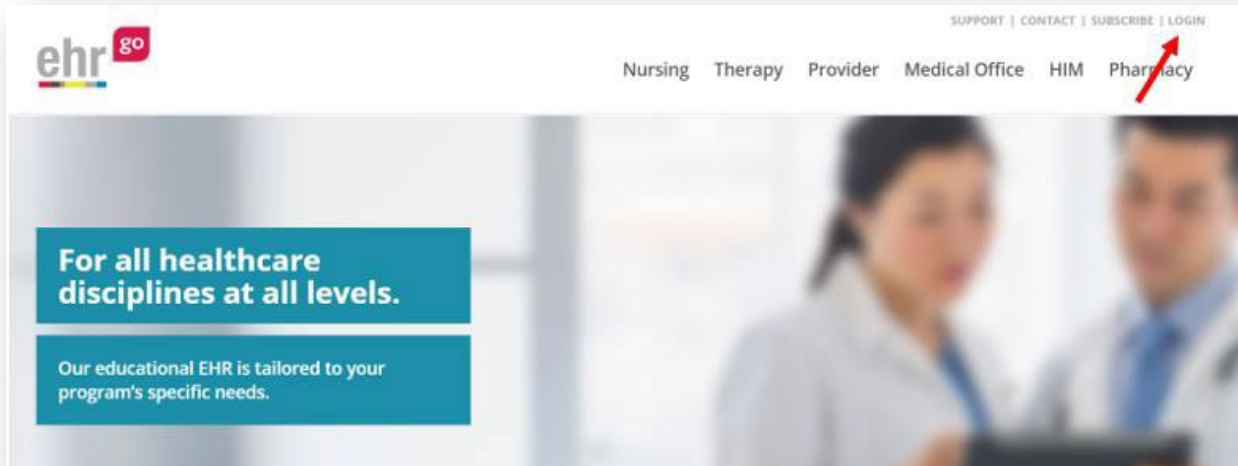 SUPPORT | CONTACT | SUBSCRIBE | LOGIN
ehr go
Nursing Therapy Provider Medical Office HIM Pharmacy
For all healthcare
disciplines at all levels.
Our educational EHR is tailored to your
program's specific needs.